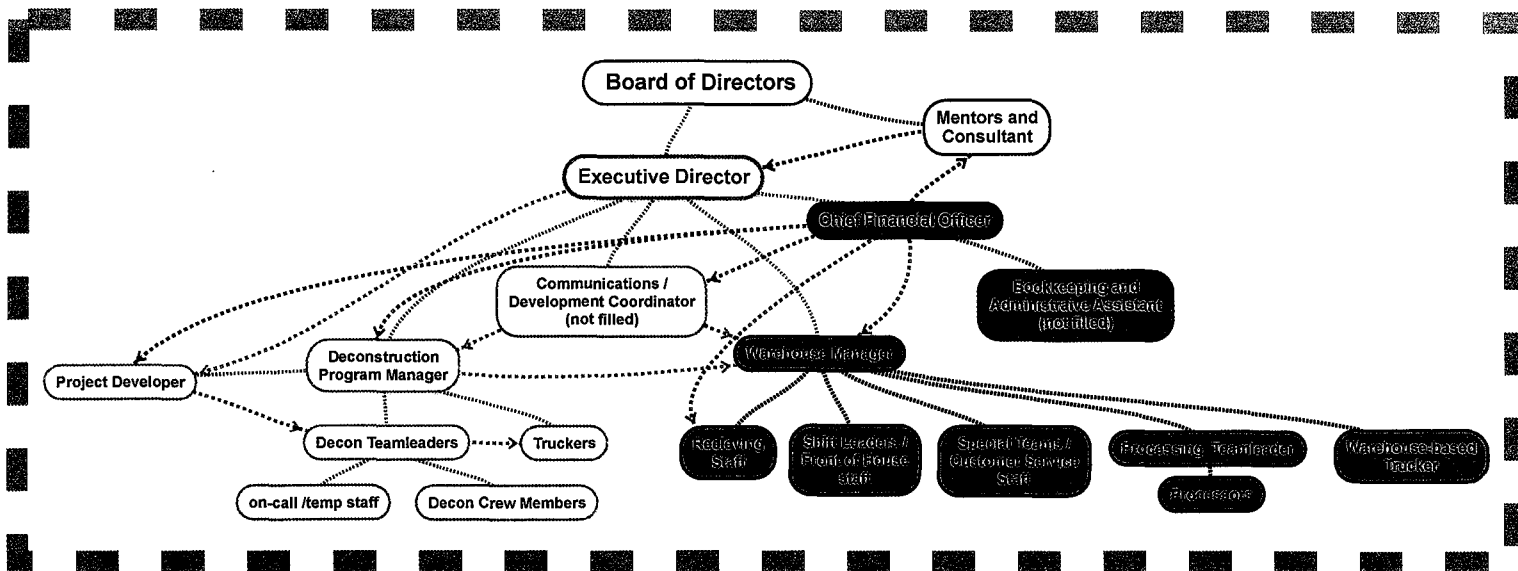 Board of Directors
Mentors and
Consultant
Executive Director
Chief Financial Officer
Communications /
Development Coordinator
(not filled)
Bookkeeping and
Administraive Assistant
(not filled)
Warehouse Manager
Deconstruction
Program Manager
Project Developer
Decon Teamleaders
Truckers
Recieving
Staff
Shift Leaders /
Front of House
staff
Special Teams /
Customer Service
Staff
Processing Teamleader
Warehouse-based
Trucker
Processors
on-call /temp staff
Decon Crew Members